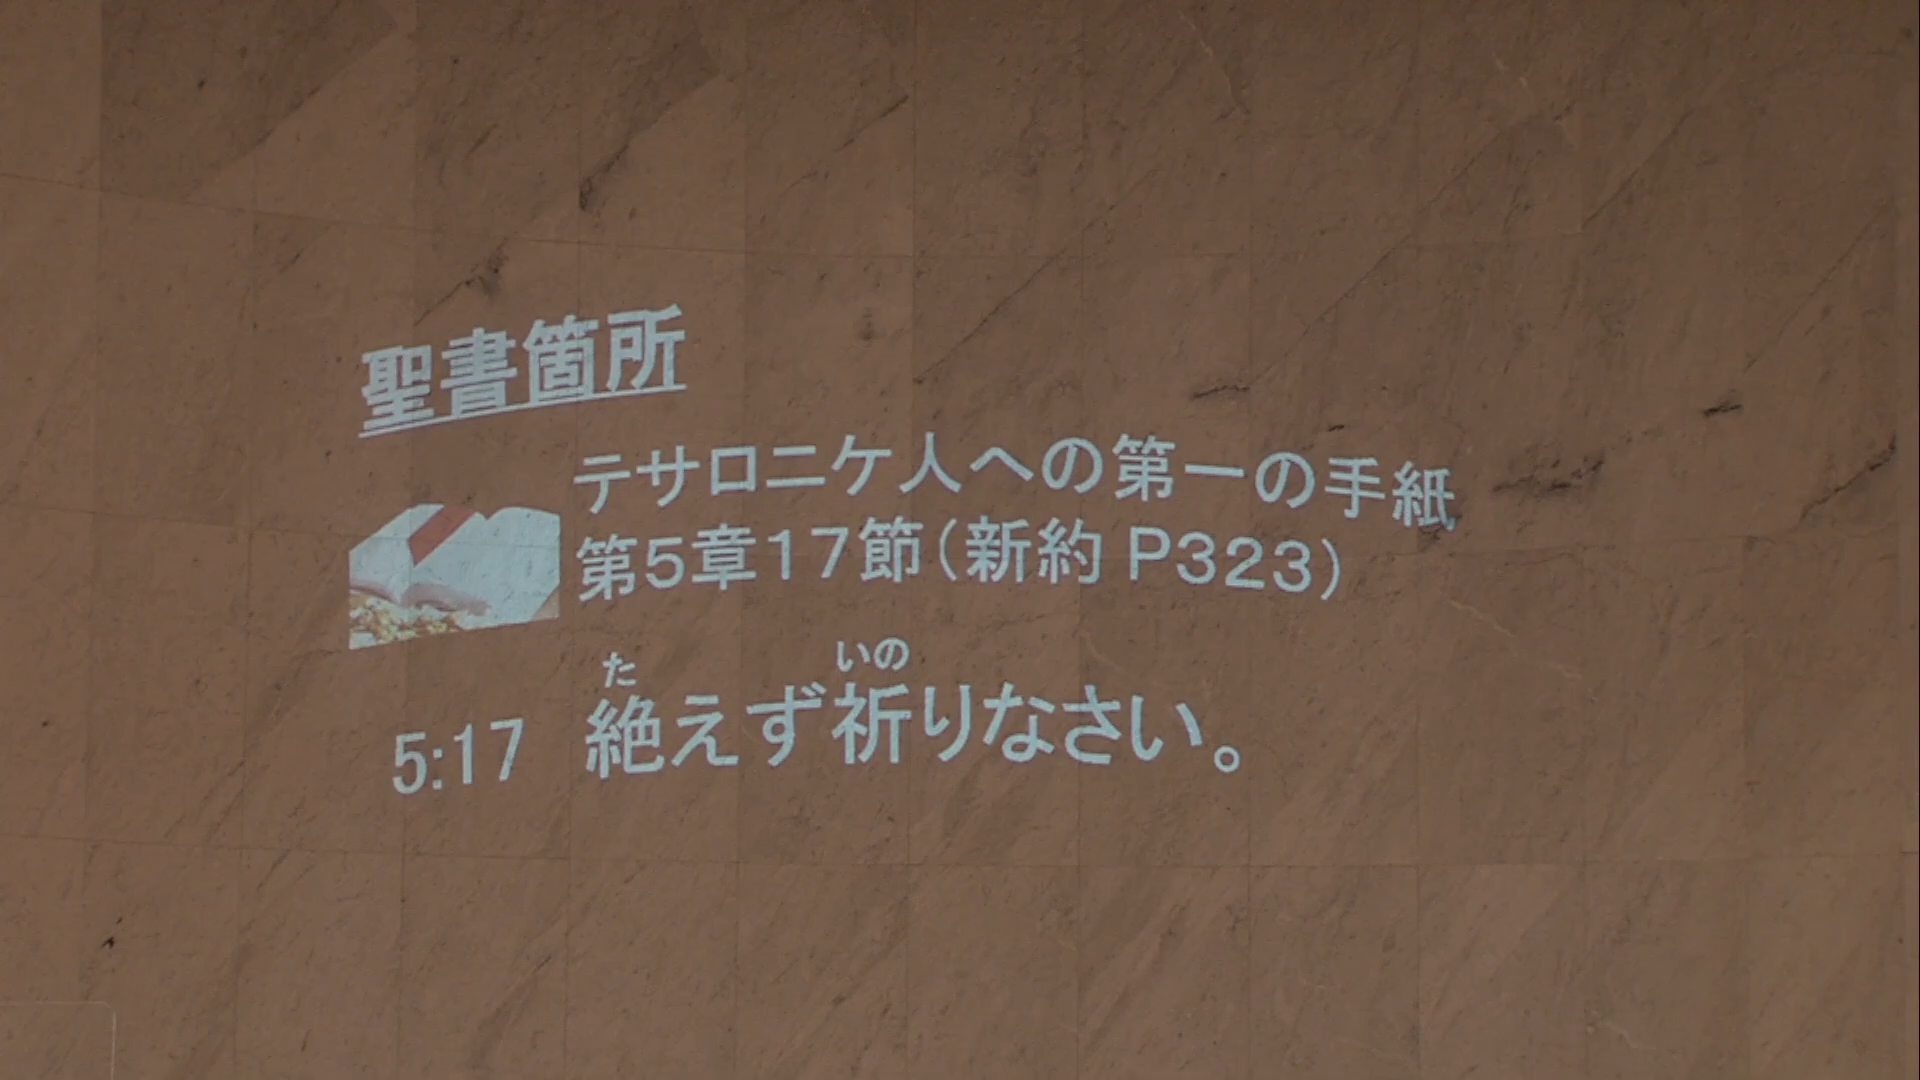 聖書箇所
テサロニケ人への第一の手紙
第5章17節(新約 P323)
た いの
5:17 絶えず祈りなさい。